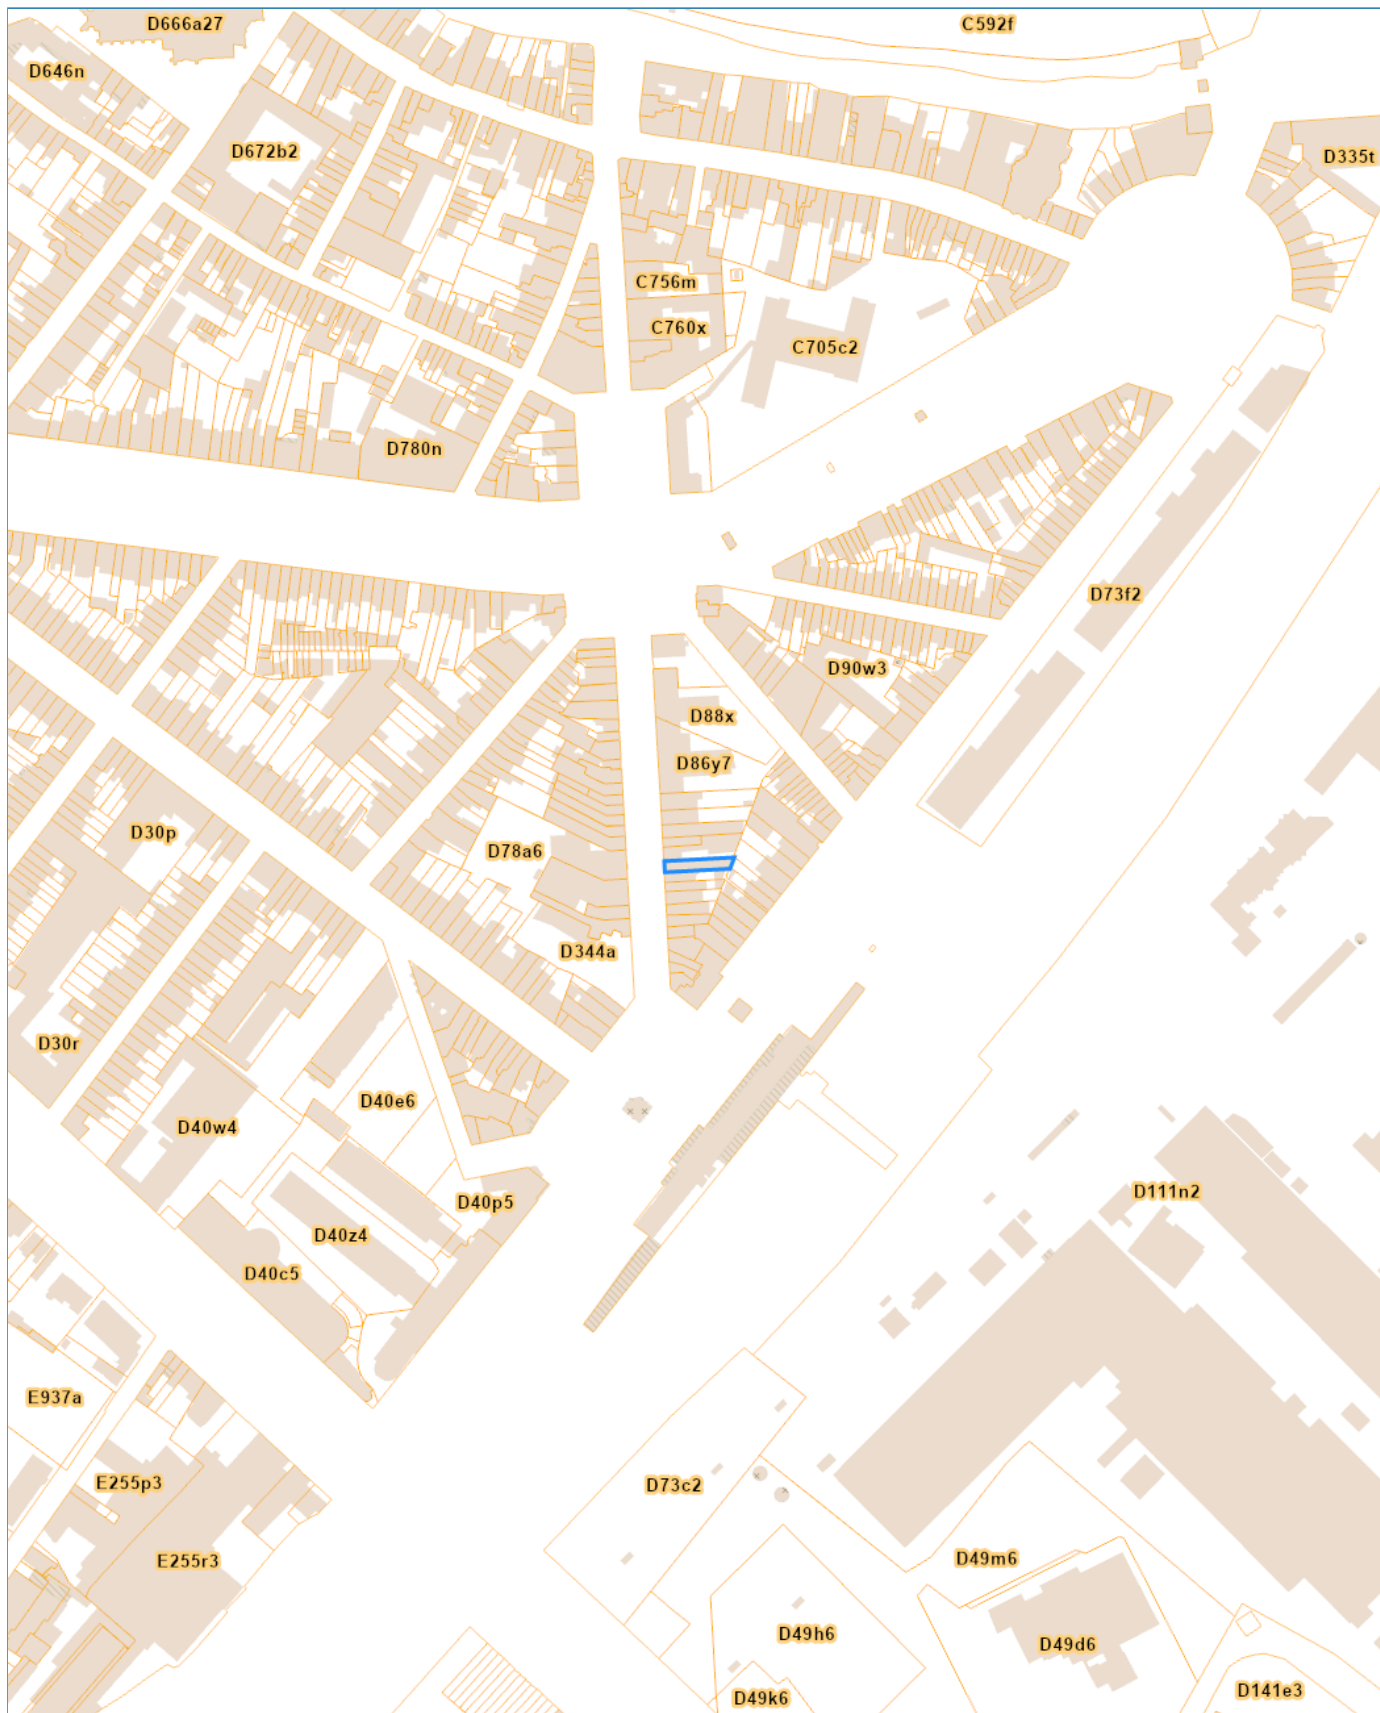 D666a27
C592f
D646n
D672b2
D335t
C756m
C760x
C705c2
D780n
D73f2
D90w3
D88x
D86y7
D30p
D78a6
D344a
D30r
D40e6
D40w4
D111n2
D40p5
D40z4
D40c5
E937a
E255p3
D73c2
E255r3
D49m6
D49h6
D49d6
D141e3
D49k6